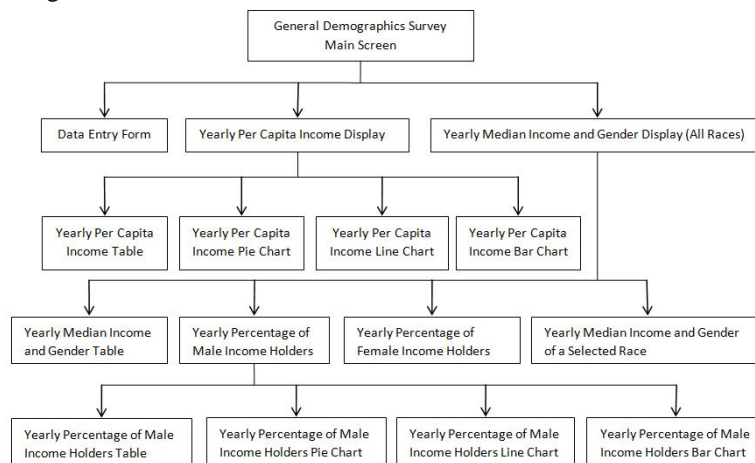 General Demographics Survey
Main Screen
Data Entry Form
Yearly Per Capita Income Display
Yearly Median Income and Gender Display (All Races)
Yearly Per Capita
Income Table
Yearly Per Capita
Income Pie Chart
Yearly Per Capita
Income Line Chart
Yearly Per Capita
Income Bar Chart
Yearly Median Income
and Gender Table
Yearly Percentage of
Male Income Holders
Yearly Percentage of
Female Income Holders
Yearly Median Income and Gender
of a Selected Race
Yearly Percentage of Male
Income Holders Table
Yearly Percentage of Male
Income Holders Pie Chart
Yearly Percentage of Male
Income Holders Line Chart
Yearly Percentage of Male
Income Holders Bar Chart